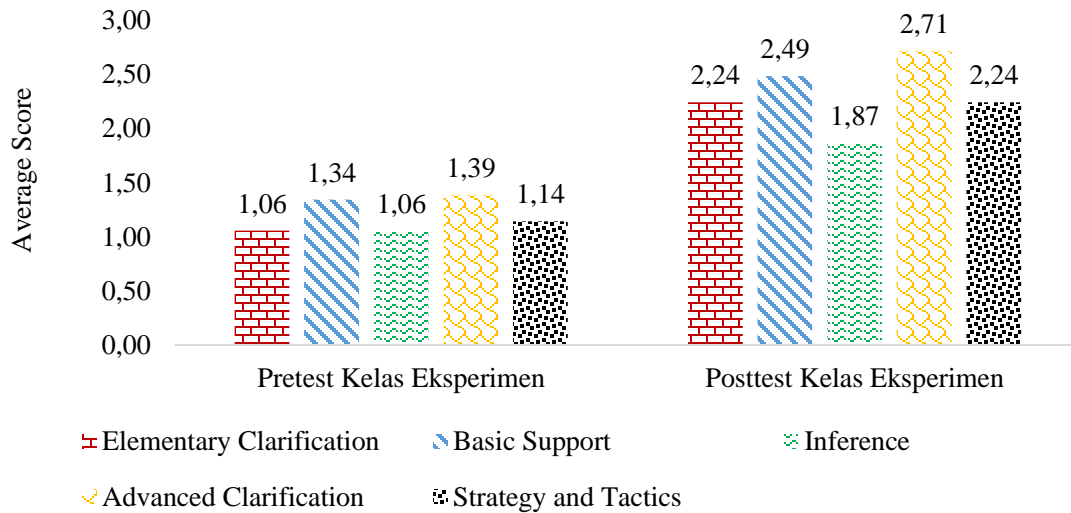 Average Score
3,00
2,50
2,00
1,50
1,00
0,50
0,00
1,06
1,34
1,06
1,39
1,14
2,24
2,49
1,87
2,71
2,24
Pretest Kelas Eksperimen
Posttest Kelas Eksperimen
Elementary Clarification
Basic Support
Inference
Advanced Clarification
Strategy and Tactics